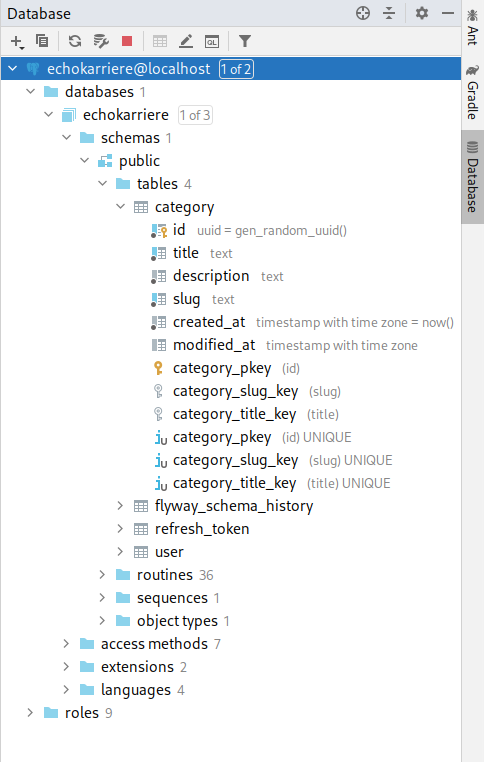 Database
QL
echokarriere@localhost 1 of 2
databases 1
echokarriere 1 of 3
schemas 1
public
tables 4
category
id uuid = gen_random_uuid()
title text
description text
slug text
created_at timestamp with time zone = now()
modified_at timestamp with time zone
category_pkey (id)
category_slug_key (slug)
category_title_key (title)
category_pkey (id) UNIQUE
category_slug_key (slug) UNIQUE
category_title_key (title) UNIQUE
flyway_schema_history
refresh_token
user
routines 36
sequences 1
object types 1
access methods 7
extensions 2
languages 4
roles 9
Ant
Gradle
Database